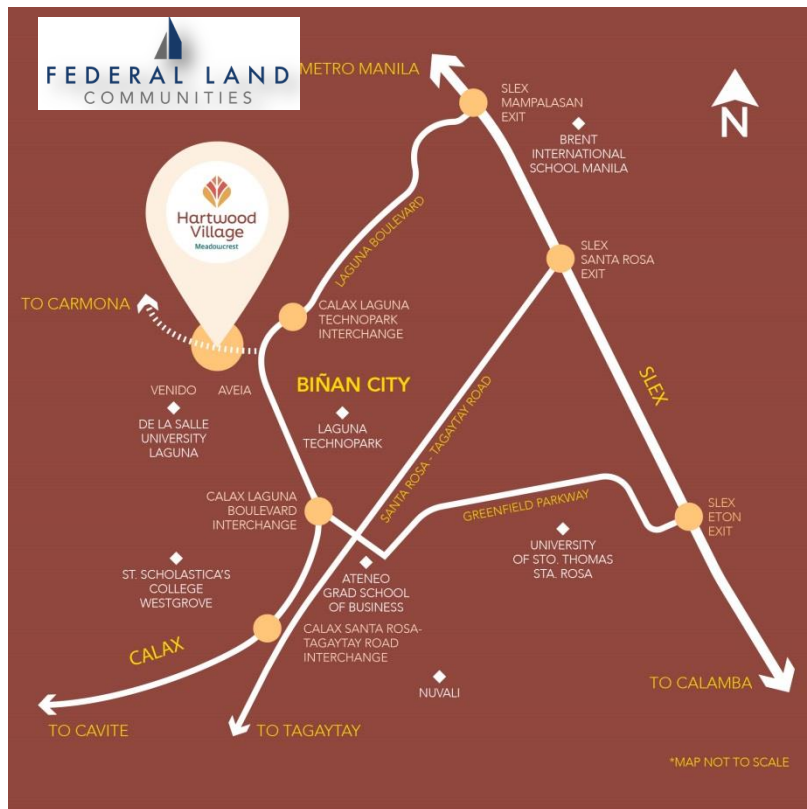 FEDERAL LAND
COMMUNITIES
METRO MANILA
SLEX
MAMPALASAN
EXIT
N
BRENT
INTERNATIONAL
SCHOOL MANILA
Hartwood
Village
Meadowcrest
LAGUNA BOULEVARD
SLEX
SANTA ROSA
EXIT
TO CARMONA
CALAX LAGUNA
TECHNOPARK
INTERCHANGE
VENIDO AVEIA
BIÑAN CITY
SLEX
DE LA SALLE
UNIVERSITY
LAGUNA
LAGUNA
TECHNOPARK
SANTA ROSA - TAGAYTAY ROAD
CALAX LAGUNA
BOULEVARD
INTERCHANGE
GREENFIELD PARKWAY
SLEX
ETON
EXIT
UNIVERSITY
OF STO. THOMAS
STA. ROSA
ST. SCHOLASTICA'S
COLLEGE
WESTGROVE
ATENEO
GRAD SCHOOL
OF BUSINESS
CALAX
CALAX SANTA ROSA-
TAGAYTAY ROAD
INTERCHANGE
NUVALI
TO CALAMBA
TO CAVITE
TO TAGAYTAY
*MAP NOT TO SCALE